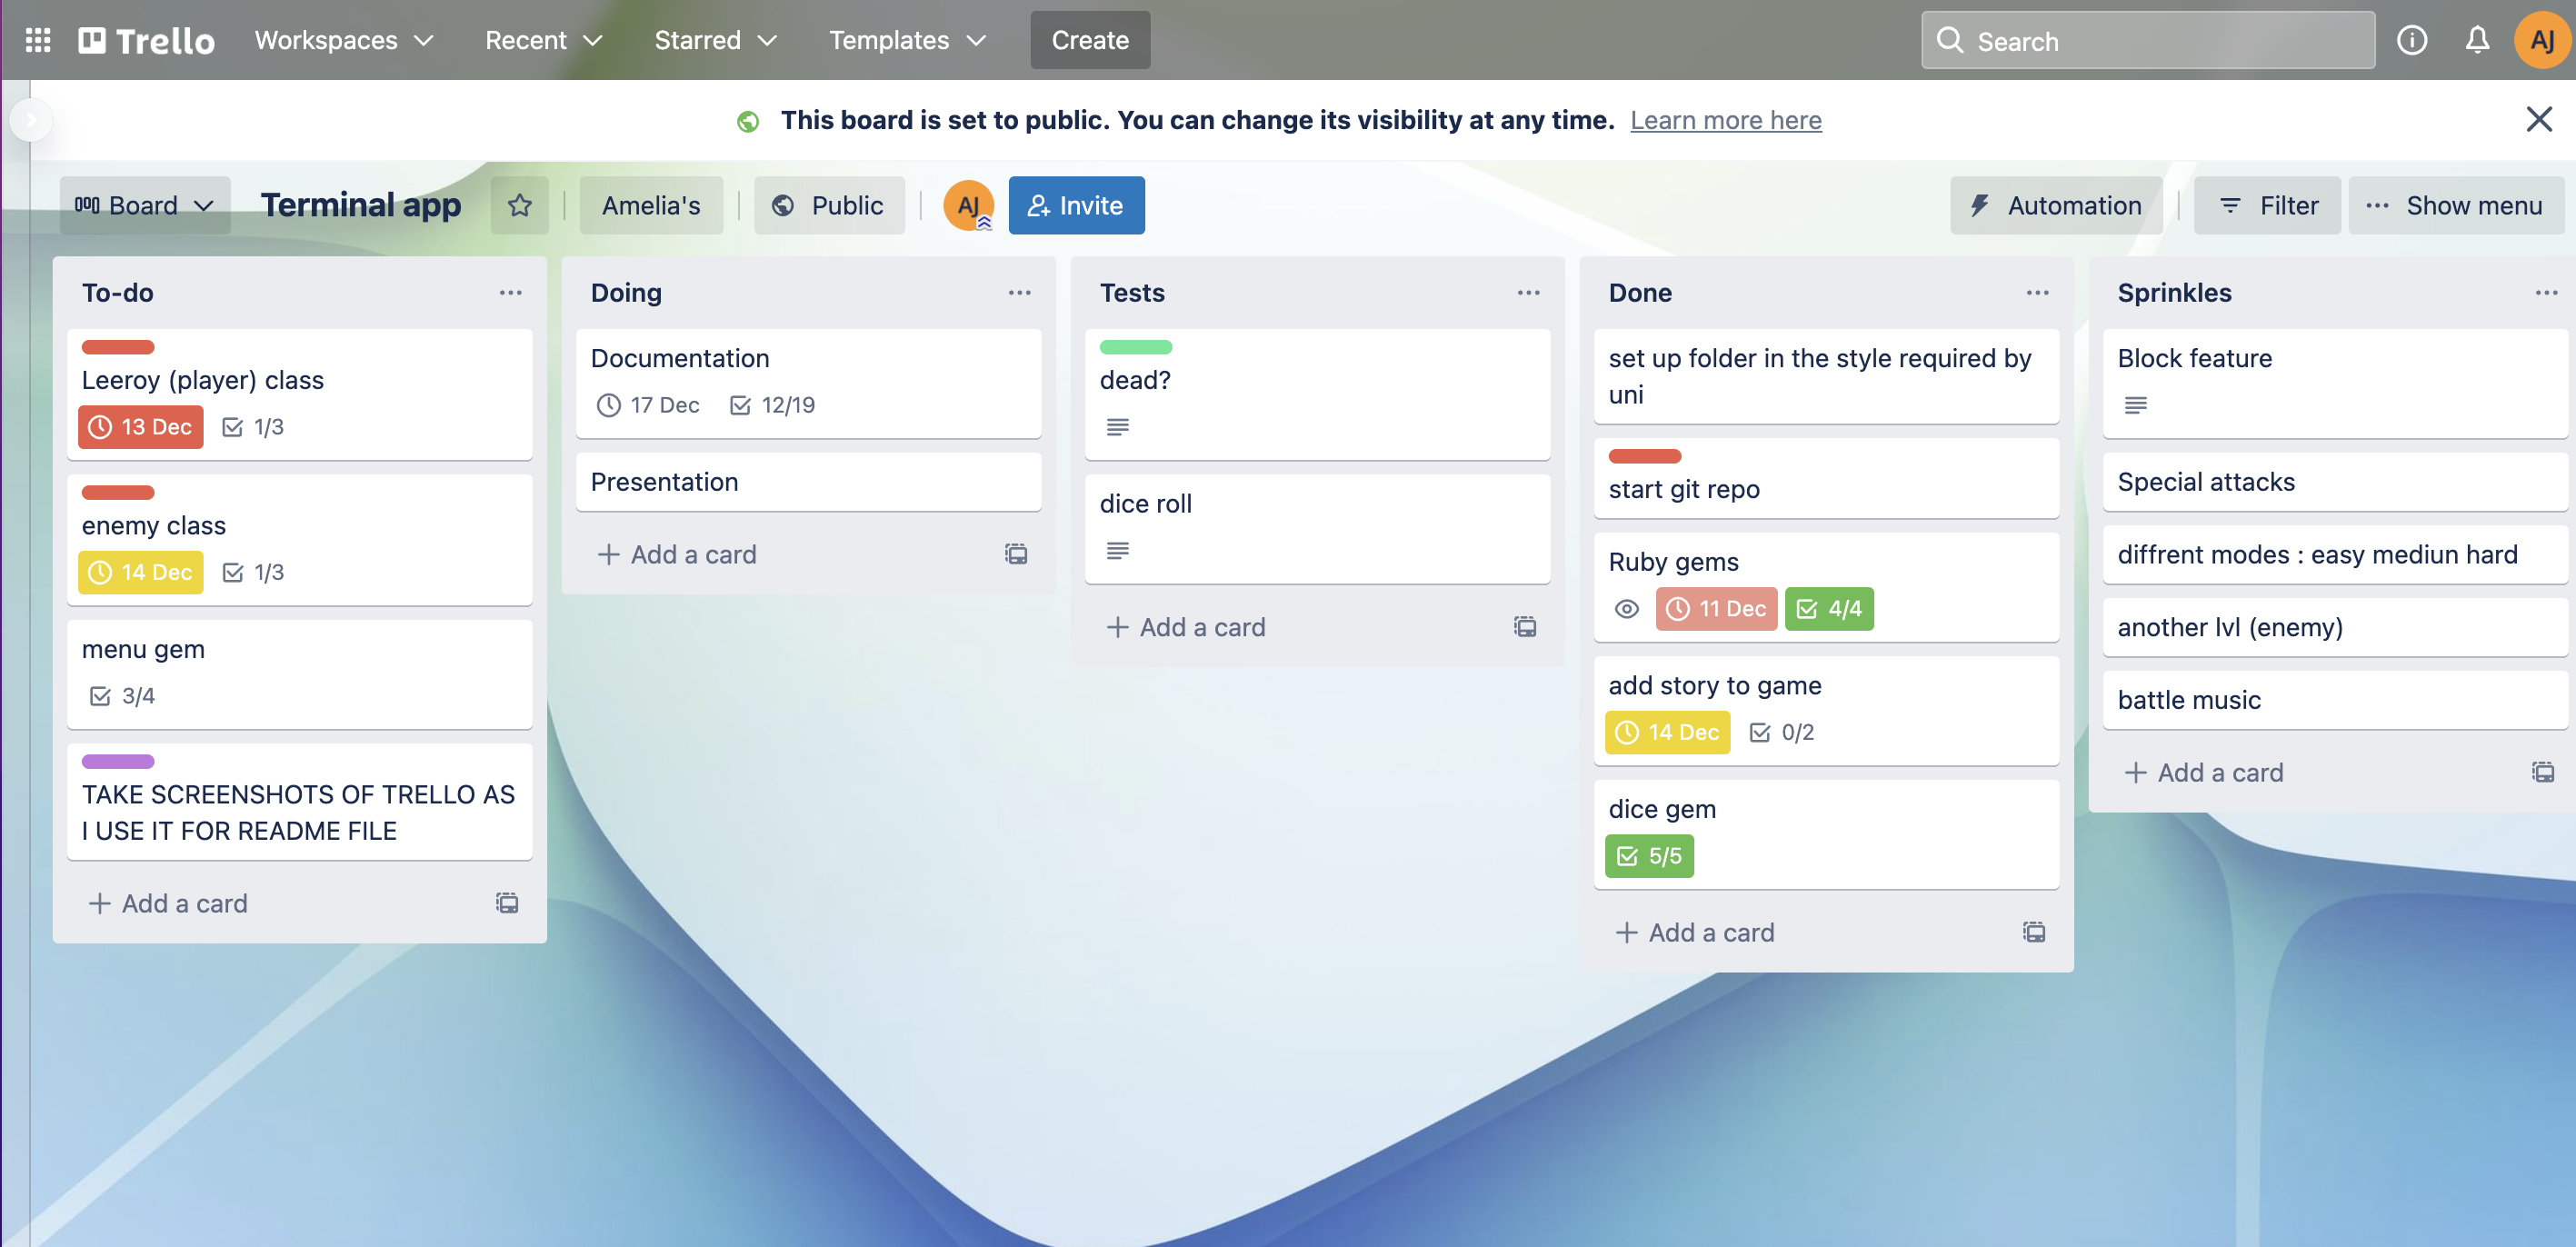 Trello
Workspaces
Recent
Starred
Templates
Create
Search
AJ
This board is set to public. You can change its visibility at any time. Learn more here
Board
Terminal app
Amelia's
Public
AJ
Invite
Automation
Filter
Show menu
To-do
Leeroy (player) class
13 Dec
1/3
enemy class
14 Dec
1/3
menu gem
3/4
TAKE SCREENSHOTS OF TRELLO AS
I USE IT FOR README FILE
Add a card
Doing
Documentation
17 Dec
12/19
Presentation
Add a card
Tests
dead?
dice roll
Add a card
Done
set up folder in the style required by
uni
start git repo
Ruby gems
11 Dec
4/4
add story to game
14 Dec
0/2
dice gem
5/5
Add a card
Sprinkles
Block feature
Special attacks
diffrent modes : easy mediun hard
another lvl (enemy)
battle music
Add a card